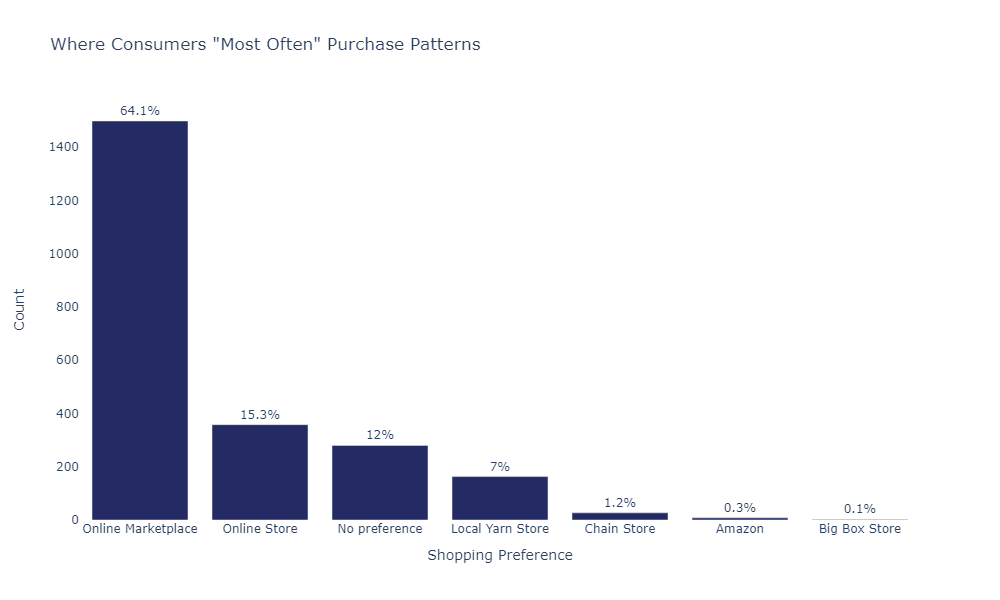 Where Consumers "Most Often" Purchase Patterns
64.1%
1400
1200
1000
800
600
400
200
0
Count
15.3%
12%
7%
1.2%
0.3%
0.1%
Online Marketplace
Online Store
No preference
Local Yarn Store
Chain Store
Amazon
Big Box Store
Shopping Preference